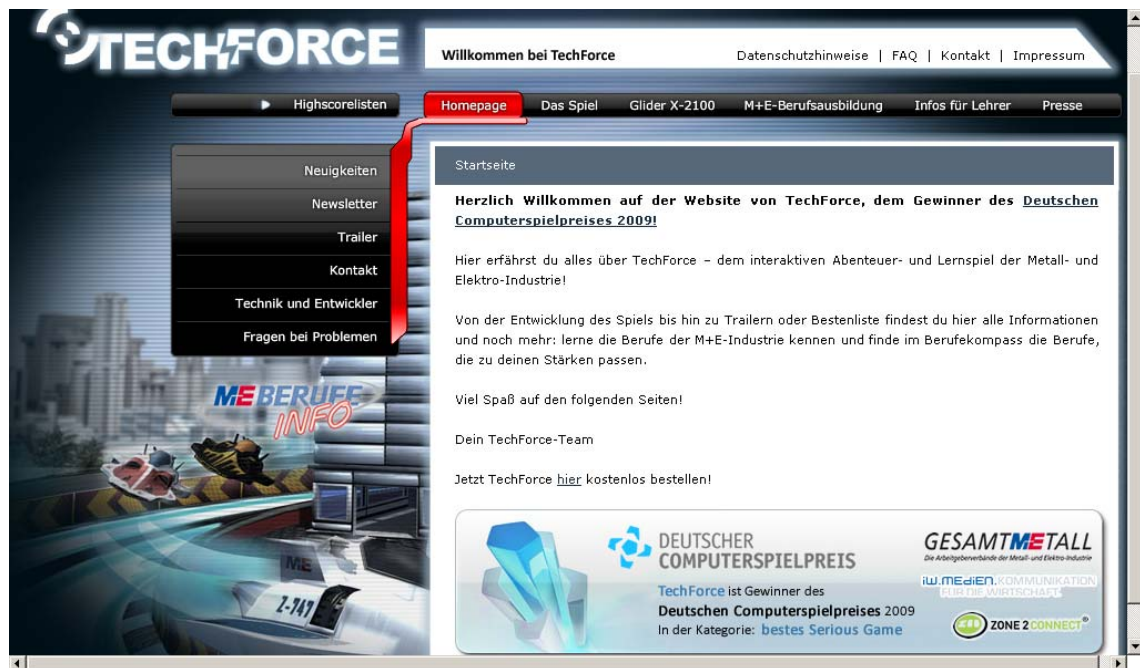 TECHFORCE
Willkommen bei TechForce
Datenschutzhinweise | FAQ | Kontakt | Impressum
Highscorelisten
Homepage Das Spiel Glider X-2100 M+E-Berufsausbildung Infos für Lehrer Presse
Neuigkeiten
Newsletter
Trailer
Kontakt
Technik und Entwickler
Fragen bei Problemen
ME BERUFE
INFO
ME
Z-747
Startseite
Herzlich Willkommen auf der Website von TechForce, dem Gewinner des Deutschen
Computerspielpreises 2009!
Hier erfährst du alles über TechForce – dem interaktiven Abenteuer- und Lernspiel der Metall- und
Elektro-Industrie!
Von der Entwicklung des Spiels bis hin zu Trailern oder Bestenliste findest du hier alle Informationen
und noch mehr: lerne die Berufe der M+E-Industrie kennen und finde im Berufekompass die Berufe,
die zu deinen Stärken passen.
Viel Spaß auf den folgenden Seiten!
Dein TechForce-Team
Jetzt TechForce hier kostenlos bestellen!
DEUTSCHER
COMPUTERSPIELPREIS
TechForce ist Gewinner des
Deutschen Computerspielpreises 2009
In der Kategorie: bestes Serious Game
GESAMTMETALL
Die Arbeitgeberverbände der Metall- und Elektro-Industrie
iw.medien.KOMMUNIKATION
FÜR DIE WIRTSCHAFT.
ZONE 2 CONNECT®